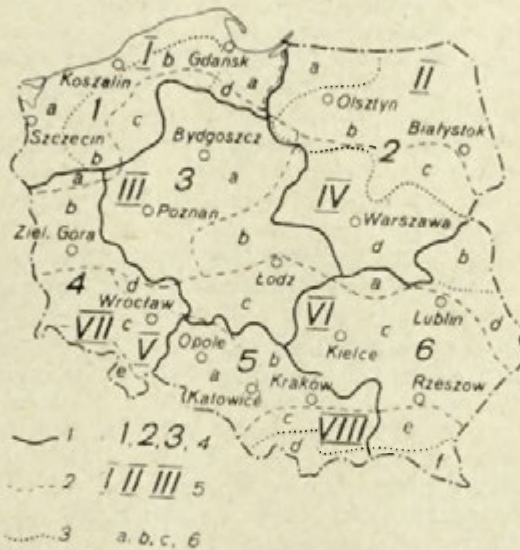 I b Gdańsk
Koszalin
a II
d a
a 1 c
Olsztyn
Szczecin
b
Bydgoszcz
b 2 Białystok
a
III 3 a
c
b
Poznań
IV
Warszawa
Ziel. Góra
b
d
b
4 d
Łodz
a
Wrocław
c
VI
Lublin
d
VII c
V
Opole
5 b
Kielce
c
6
e
a
Katowice
Kraków
Rzeszow
c
VIII
e
d
f
1 1,2,3, 4
2 I II III 5
3 a. b, c, 6